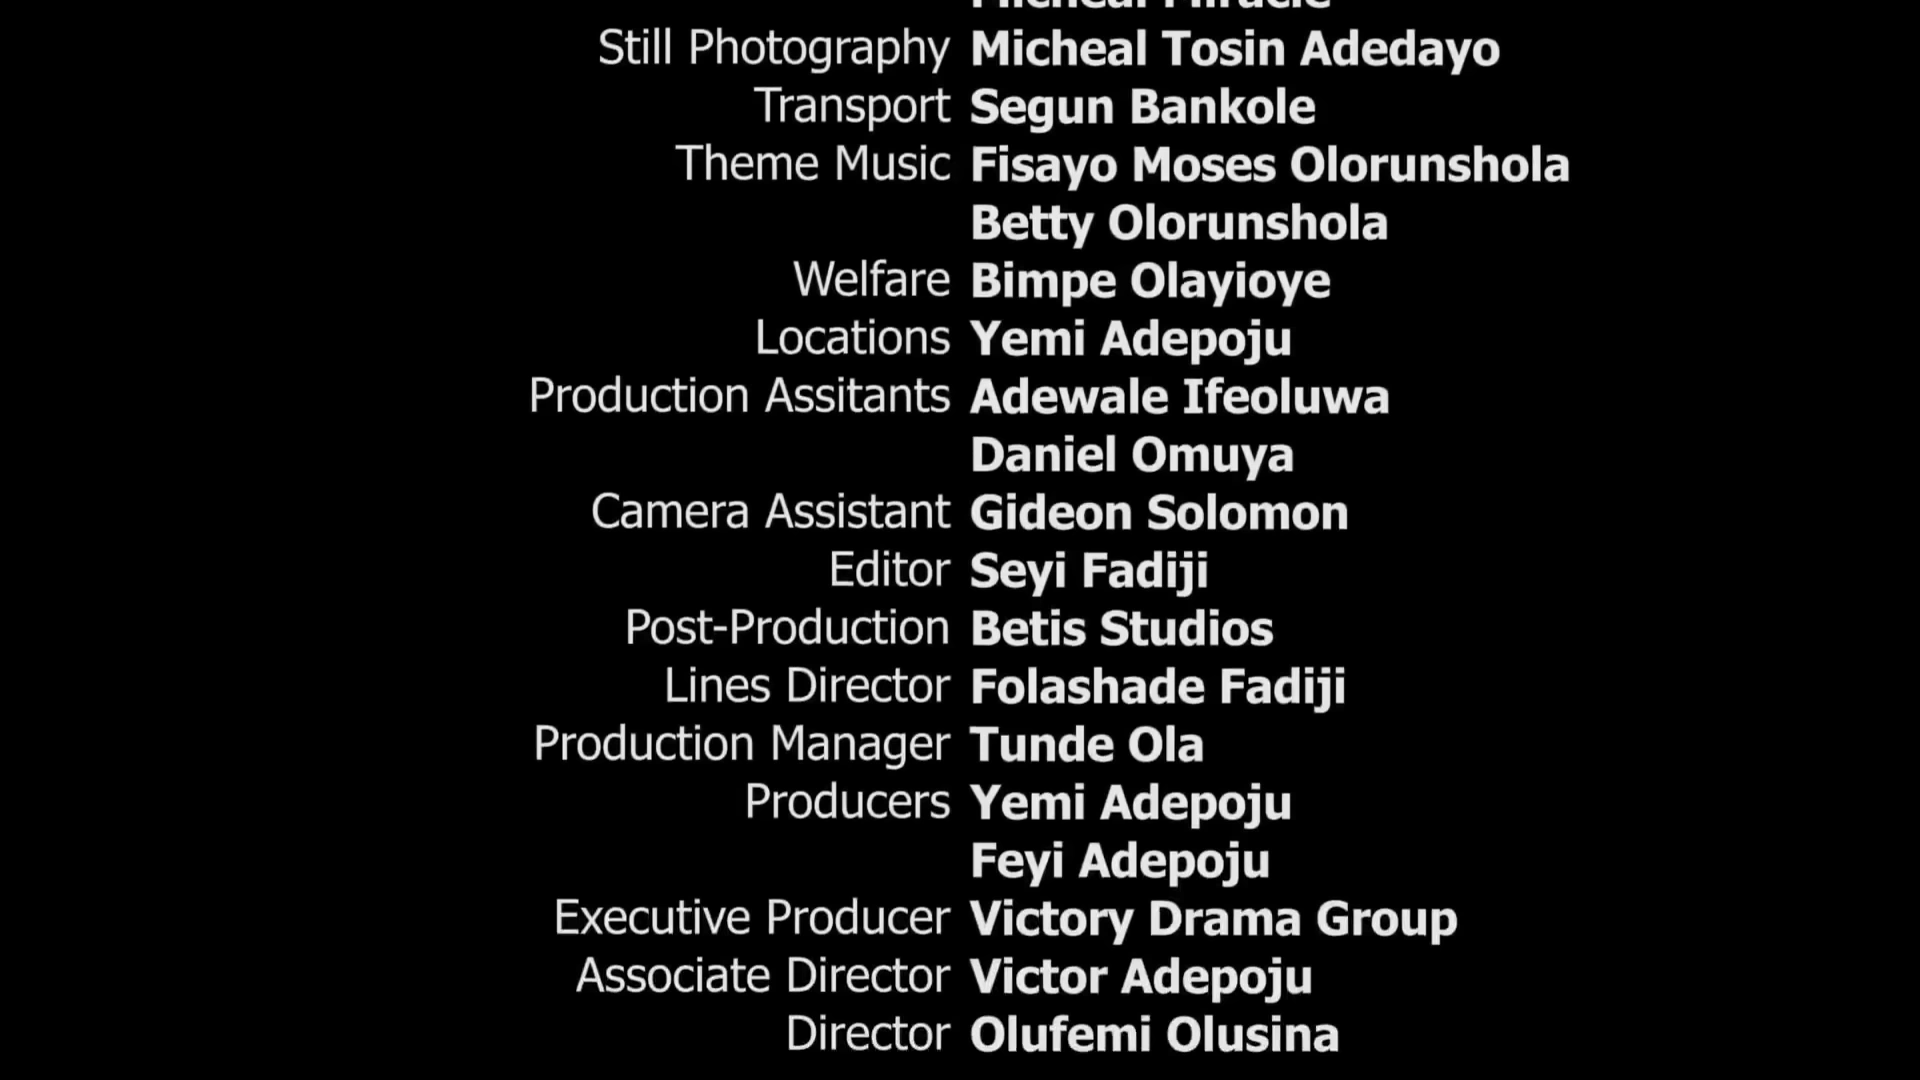 Micheal Miracle
Still Photography Micheal Tosin Adedayo
Transport Segun Bankole
Theme Music Fisayo Moses Olorunshola
Betty Olorunshola
Welfare Bimpe Olayioye
Locations Yemi Adepoju
Production Assitants Adewale Ifeoluwa
Daniel Omuya
Camera Assistant Gideon Solomon
Editor Seyi Fadiji
Post-Production Betis Studios
Lines Director Folashade Fadiji
Production Manager Tunde Ola
Producers Yemi Adepoju
Feyi Adepoju
Executive Producer Victory Drama Group
Associate Director Victor Adepoju
Director Olufemi Olusina